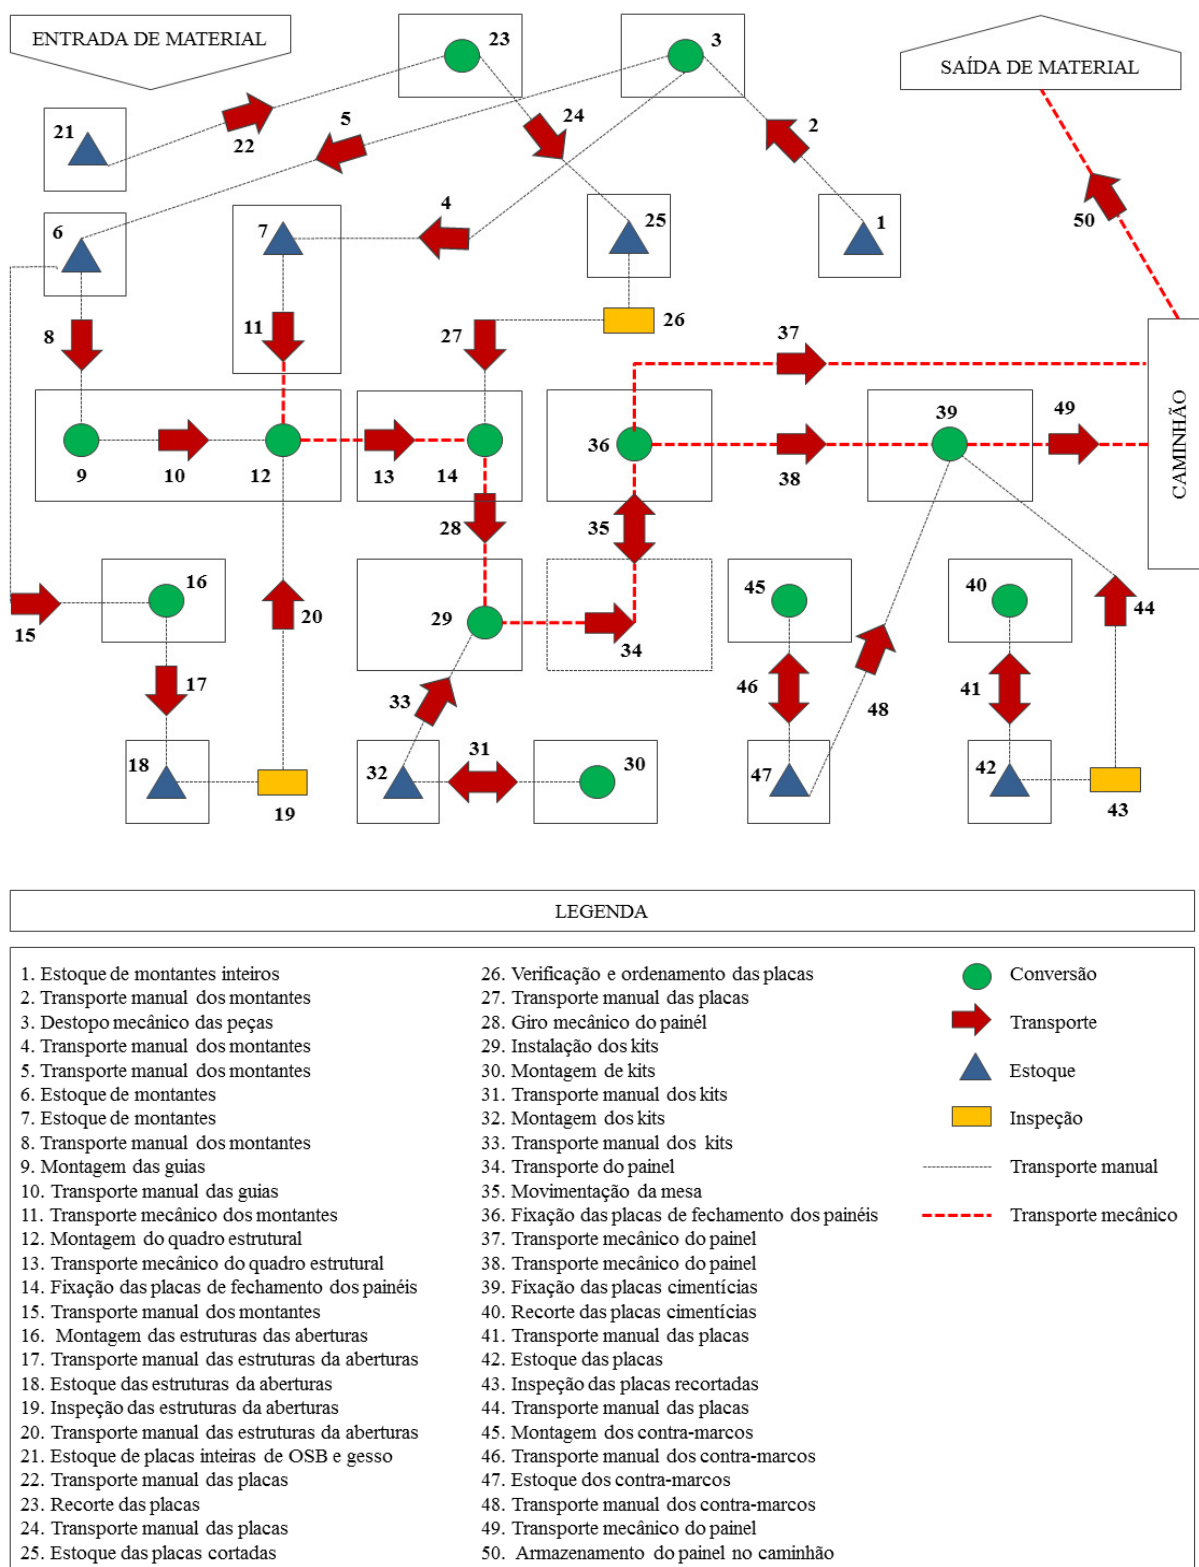 ENTRADA DE MATERIAL
SAÍDA DE MATERIAL
23
3
21
22
5
24
2
50
6
7
4
25
1
8
11
27
26
37
9
10
12
13
14
36
38
39
49
CAMINHÃO
28
35
16
15
20
29
34
45
40
44
17
33
46
48
41
18
19
32
31
30
47
42
43
LEGENDA
1. Estoque de montantes inteiros
2. Transporte manual dos montantes
3. Destopo mecânico das peças
4. Transporte manual dos montantes
5. Transporte manual dos montantes
6. Estoque de montantes
7. Estoque de montantes
8. Transporte manual dos montantes
9. Montagem das guias
10. Transporte manual das guias
11. Transporte mecânico dos montantes
12. Montagem do quadro estrutural
13. Transporte mecânico do quadro estrutural
14. Fixação das placas de fechamento dos painéis
15. Transporte manual dos montantes
16. Montagem das estruturas das aberturas
17. Transporte manual das estruturas da aberturas
18. Estoque das estruturas da aberturas
19. Inspeção das estruturas da aberturas
20. Transporte manual das estruturas da aberturas
21. Estoque de placas inteiras de OSB e gesso
22. Transporte manual das placas
23. Recorte das placas
24. Transporte manual das placas
25. Estoque das placas cortadas
26. Verificação e ordenamento das placas
27. Transporte manual das placas
28. Giro mecânico do painél
29. Instalação dos kits
30. Montagem de kits
31. Transporte manual dos kits
32. Montagem dos kits
33. Transporte manual dos kits
34. Transporte do painel
35. Movimentação da mesa
36. Fixação das placas de fechamento dos painéis
37. Transporte mecânico do painel
38. Transporte mecânico do painel
39. Fixação das placas cimentícias
40. Recorte das placas cimentícias
41. Transporte manual das placas
42. Estoque das placas
43. Inspeção das placas recortadas
44. Transporte manual das placas
45. Montagem dos contra-marcos
46. Transporte manual dos contra-marcos
47. Estoque dos contra-marcos
48. Transporte manual dos contra-marcos
49. Transporte mecânico do painel
50. Armazenamento do painel no caminhão
Conversão
Transporte
Estoque
Inspeção
Transporte manual
Transporte mecânico